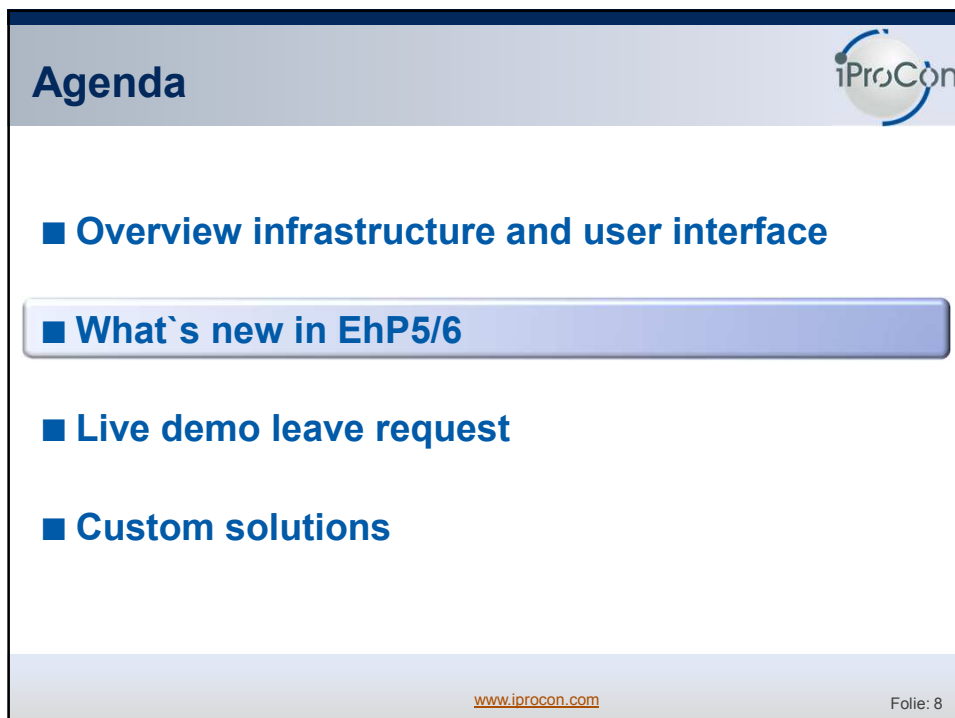 Agenda
iProCon
■ Overview infrastructure and user interface
■ What`s new in EhP5/6
■ Live demo leave request
■ Custom solutions
www.iprocon.com
Folie: 8